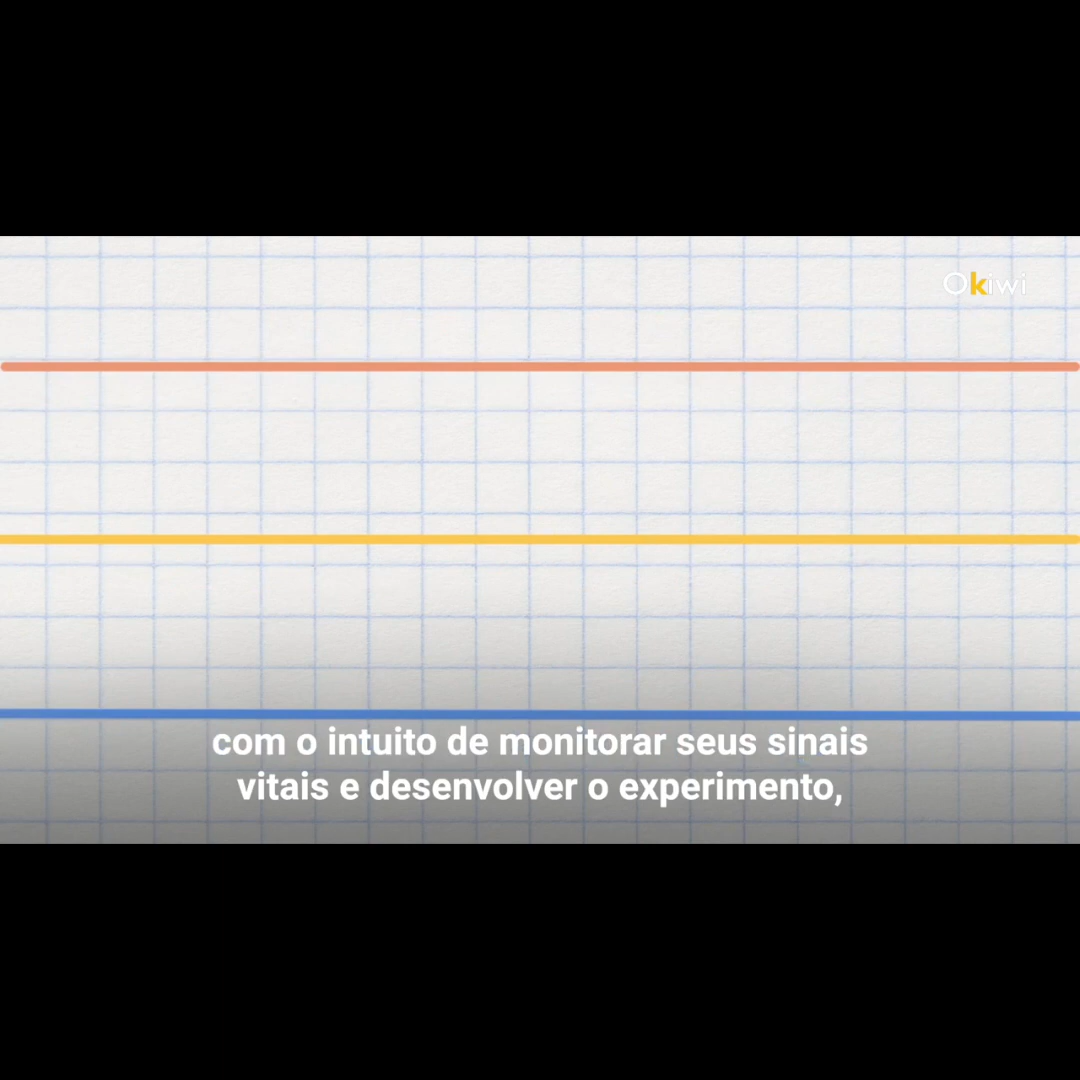 Okiwi
com o intuito de monitorar seus sinais
vitais e desenvolver o experimento,